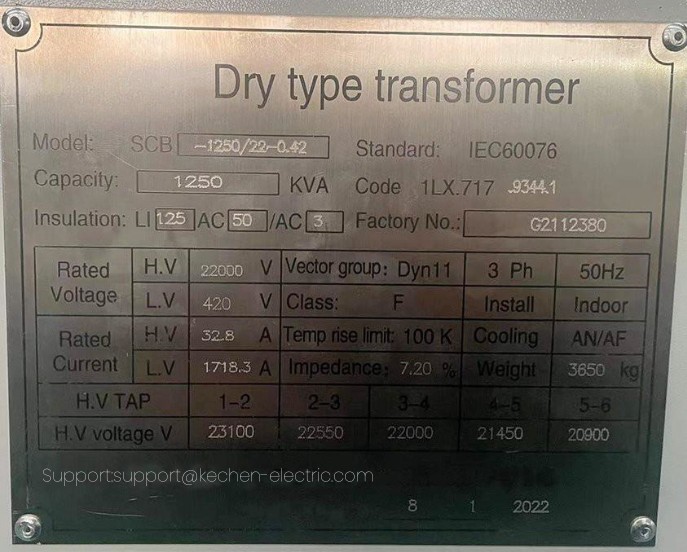 Dry type transformer
Model: SCB -1250/22-0.42 Standard: IEC60076
Capacity: 1250 KVA Code 1LX.717 .9344.1
Insulation: LI 125 AC 50 /AC 3 Factory No.: G2112380
Rated Voltage H.V 22000 V Vector group: Dyn11 3 Ph 50Hz
L.V 420 V Class: F Install Indoor
Rated Current H.V 32.8 A Temp rise limit: 100 K Cooling AN/AF
L.V 1718.3 A Impedance: 7.20 % Weight 3650 kg
H.V TAP 1-2 2-3 3-4 4-5 5-6
H.V voltage V 23100 22550 22000 21450 20900
Supportsupport@kechen-electric.com
8 1 2022